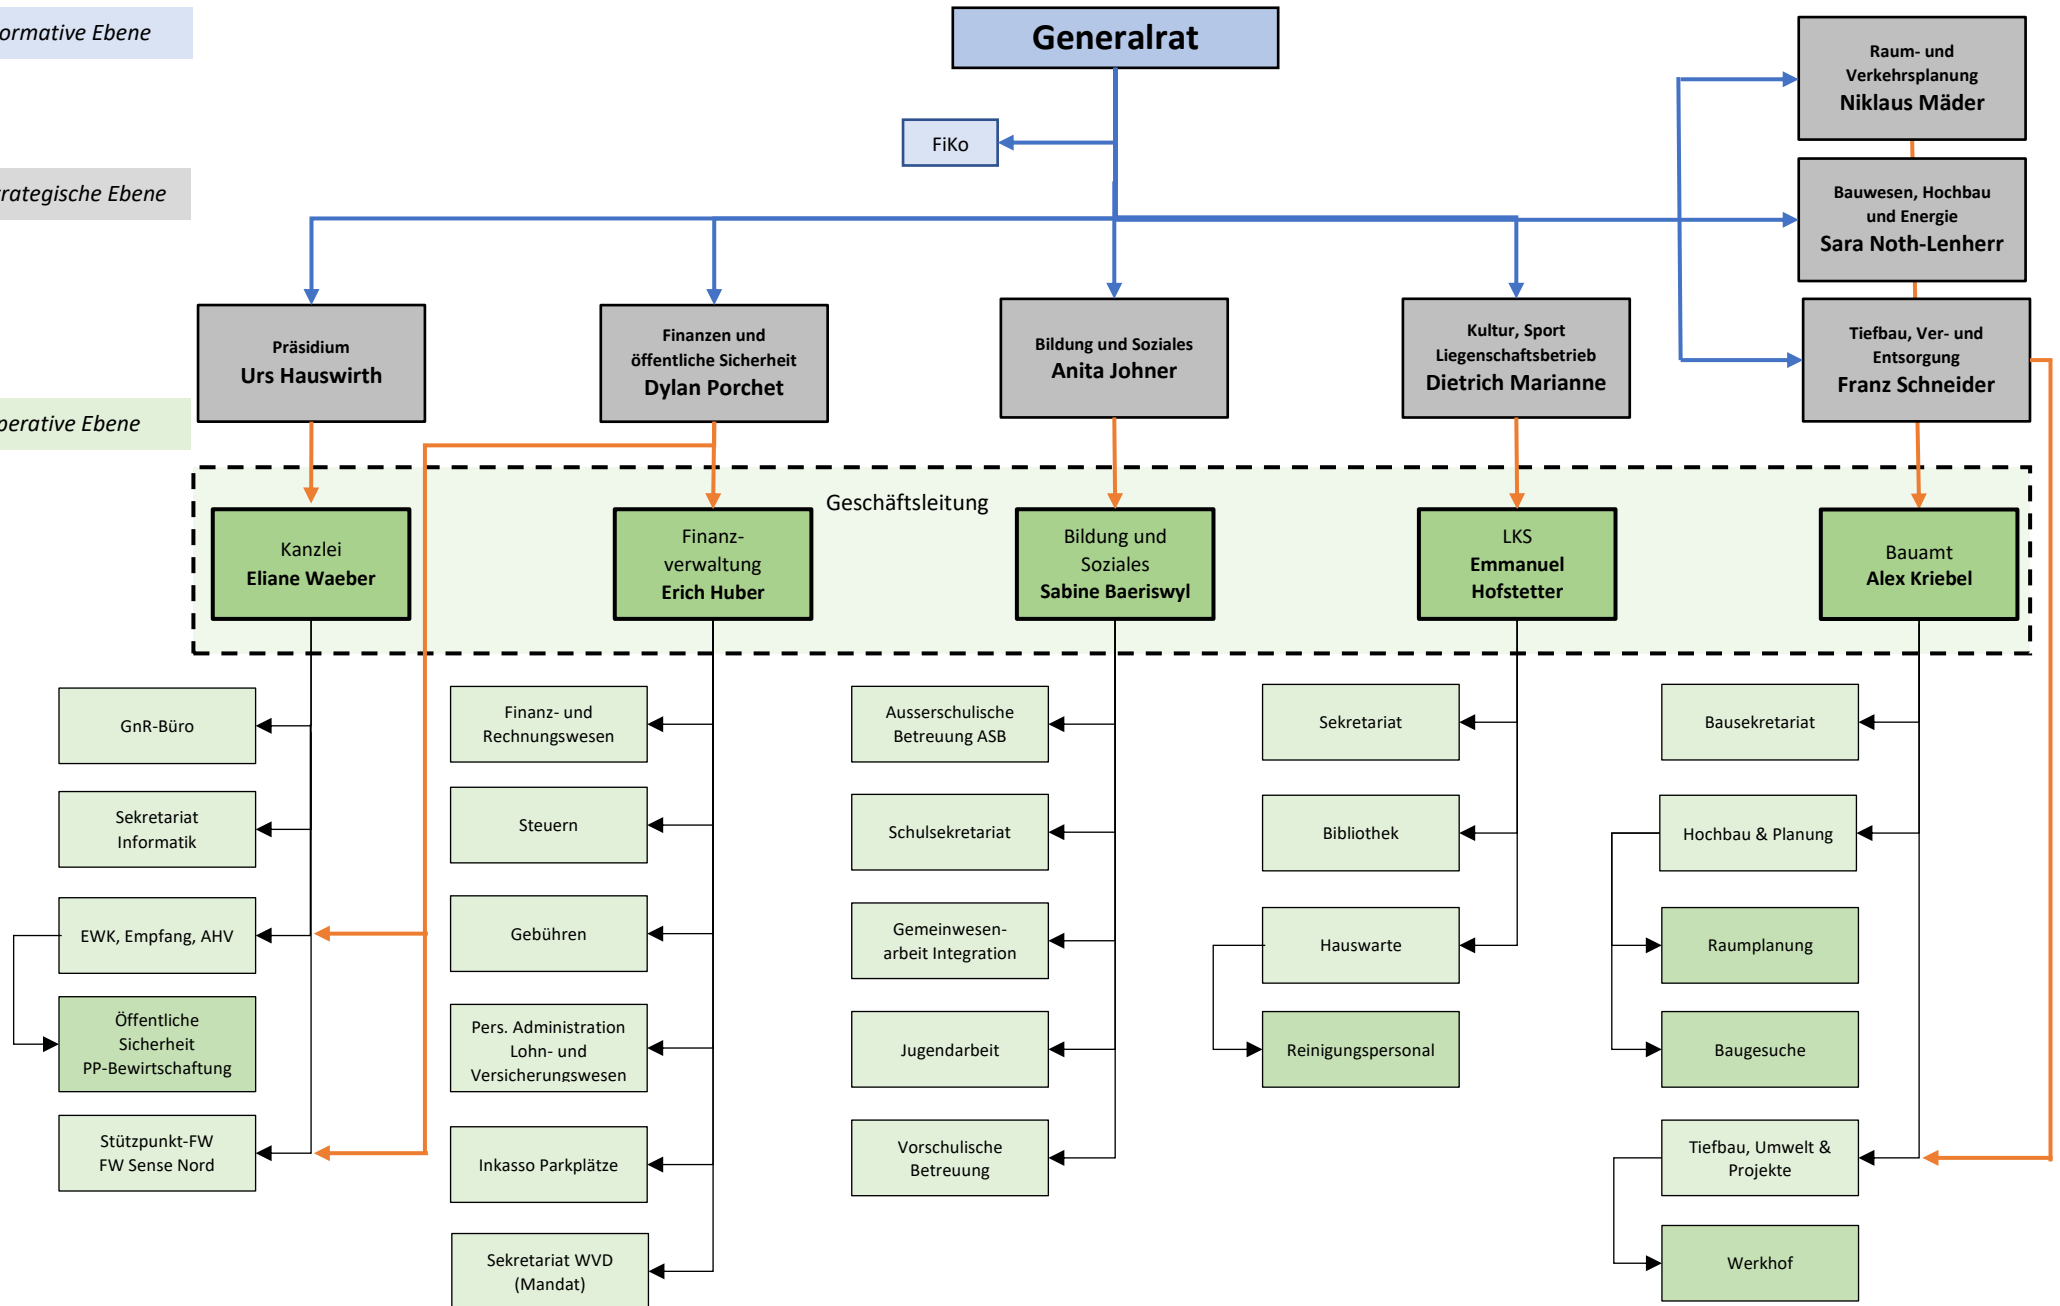 ormative Ebene
Generalrat
Raum- und
Verkehrsplanung
Niklaus Mäder
FiKo
rategische Ebene
Bauwesen, Hochbau
und Energie
Sara Noth-Lenherr
Präsidium
Urs Hauswirth
Finanzen und
öffentliche Sicherheit
Dylan Porchet
Bildung und Soziales
Anita Johner
Kultur, Sport
Liegenschaftsbetrieb
Dietrich Marianne
Tiefbau, Ver- und
Entsorgung
Franz Schneider
perative Ebene
Geschäftsleitung
Kanzlei
Eliane Waeber
Finanz-
verwaltung
Erich Huber
Bildung und
Soziales
Sabine Baeriswyl
LKS
Emmanuel
Hofstetter
Bauamt
Alex Kriebel
GnR-Büro
Sekretariat
Informatik
EWK, Empfang, AHV
Öffentliche
Sicherheit
PP-Bewirtschaftung
Stützpunkt-FW
FW Sense Nord
Finanz- und
Rechnungswesen
Steuern
Gebühren
Pers. Administration
Lohn- und
Versicherungswesen
Inkasso Parkplätze
Sekretariat WVD
(Mandat)
Ausserschulische
Betreuung ASB
Schulsekretariat
Gemeinwesen-
arbeit Integration
Jugendarbeit
Vorschulische
Betreuung
Sekretariat
Bibliothek
Hauswarte
Reinigungspersonal
Bausekretariat
Hochbau & Planung
Raumplanung
Baugesuche
Tiefbau, Umwelt &
Projekte
Werkhof